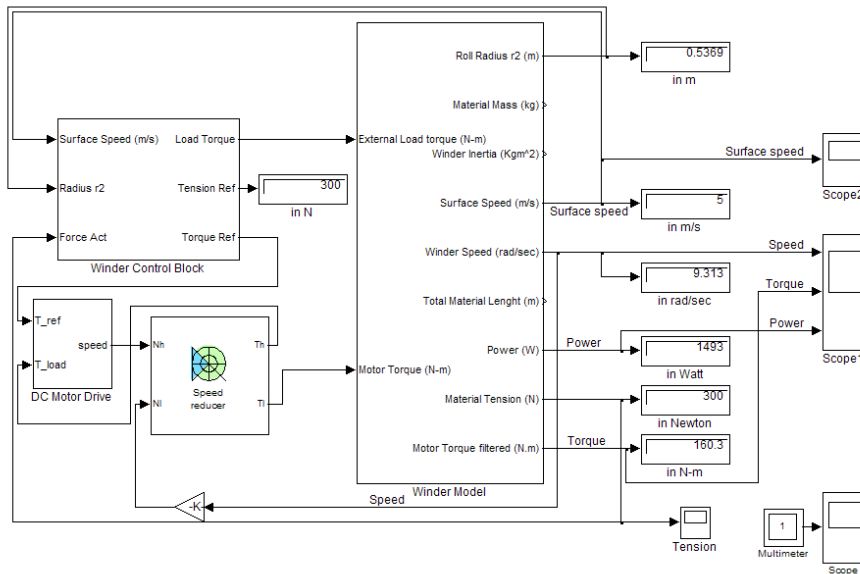 Roll Radius r2 (m)
0.5369
in m
Material Mass (kg)
Surface Speed (m/s)
Load Torque
External Load torque (N-m)
Winder Inertia (Kgm^2)
Surface speed
Scope2
Radius r2
Tension Ref
300
in N
Surface Speed (m/s)
Surface speed
5
in m/s
Force Act
Torque Ref
Winder Control Block
Winder Speed (rad/sec)
Speed
9.313
in rad/sec
Torque
Total Material Lenght (m)
T_ref
speed
T_load
DC Motor Drive
Nh
Th
Speed
reducer
Nl
Tl
Motor Torque (N-m)
Power (W)
Power
1493
in Watt
Power
Scope1
Material Tension (N)
300
in Newton
Motor Torque filtered (N.m)
Torque
160.3
in N-m
Winder Model
Speed
-K
Tension
1
Multimeter
Scope